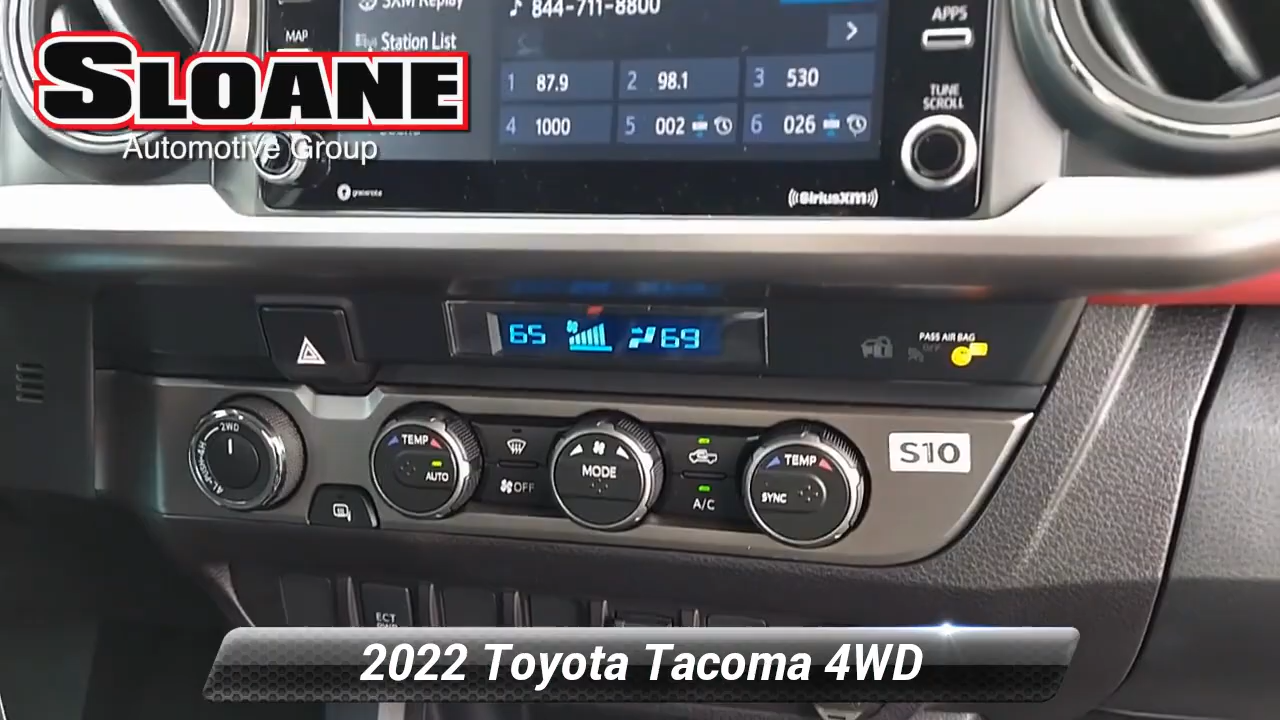 SXM Replay
844-711-8800
APPS
MAP
Station List
SLOANE
Automotive Group
1 87.9 2 98.1 3 530
4 1000 5 002 6 026
TUNE
SCROLL
gracenote
((SiriusXM))
65 69
PASS AIR BAG
OFF
2WD
4H
TEMP
AUTO
OFF
MODE
A/C
TEMP
SYNC
S10
ECT
2022 Toyota Tacoma 4WD